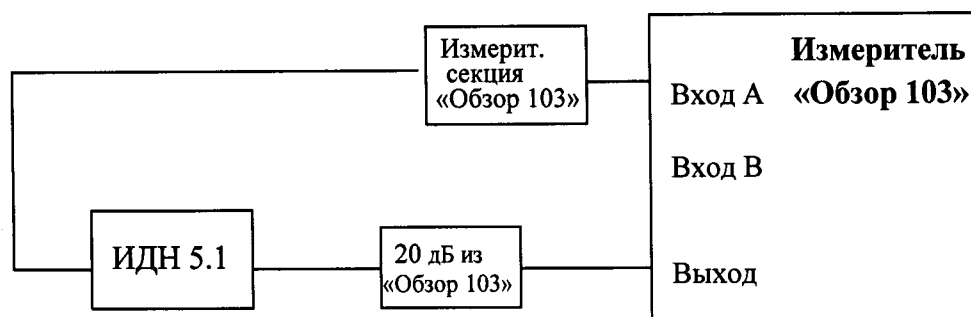 Измерит.
секция
«Обзор 103»
Измеритель
«Обзор 103»
Вход А
Вход В
ИДН 5.1
20 дБ из
«Обзор 103»
Выход